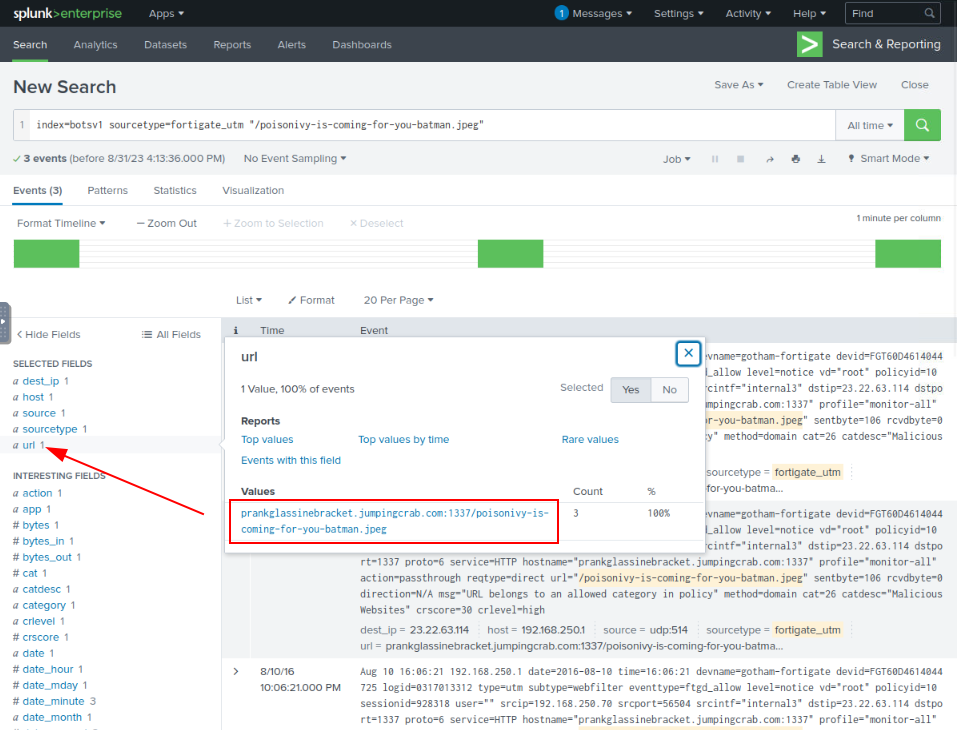 splunk>enterprise Apps ▾ 1 Messages ▾ Settings ▾ Activity ▾ Help ▾ Find
Search Analytics Datasets Reports Alerts Dashboards > Search & Reporting
New Search Save As ▾ Create Table View Close
1 index=botsv1 sourcetype=fortigate_utm "/poisonivy-is-coming-for-you-batman.jpeg" All time ▾
✓ 3 events (before 8/31/23 4:13:36.000 PM) No Event Sampling ▾ Job ▾ Smart Mode ▾
Events (3) Patterns Statistics Visualization
Format Timeline ▾ — Zoom Out + Zoom to Selection × Deselect 1 minute per column
List ▾ Format 20 Per Page ▾
< Hide Fields All Fields i Time Event
SELECTED FIELDS
a dest_ip 1
a host 1
a source 1
a sourcetype 1
a url 1
INTERESTING FIELDS
a action 1
a app 1
# bytes 1
# bytes_in 1
# bytes_out 1
# cat 1
a catdesc 1
a category 1
a crlevel 1
# crscore 1
a date 1
# date_hour 1
# date_mday 1
# date_minute 3
a date_month 1
url ×
1 Value, 100% of events Selected Yes No
Reports
Top values Top values by time Rare values
Events with this field
Values Count %
prankglassinebracket.jumpingcrab.com:1337/poisonivy-is- 3 100%
coming-for-you-batman.jpeg
devname=gotham-fortigate devid=FGT60D4614044
d_allow level=notice vd="root" policyid=10
rcintf="internal3" dstip=23.22.63.114 dstpo
mpingcrab.com:1337" profile="monitor-all"
r-you-batman.jpeg" sentbyte=106 rcvdbyte=0
y" method=domain cat=26 catdesc="Malicious
sourcetype = fortigate_utm
-for-you-batma...
devname=gotham-fortigate devid=FGT60D4614044
d_allow level=notice vd="root" policyid=10
rcintf="internal3" dstip=23.22.63.114 dstpo
rt=1337 proto=6 service=HTTP hostname="prankglassinebracket.jumpingcrab.com:1337" profile="monitor-all"
action=passthrough reqtype=direct url="/poisonivy-is-coming-for-you-batman.jpeg" sentbyte=106 rcvdbyte=0
direction=N/A msg="URL belongs to an allowed category in policy" method=domain cat=26 catdesc="Malicious
Websites" crscore=30 crlevel=high
dest_ip = 23.22.63.114 host = 192.168.250.1 source = udp:514 sourcetype = fortigate_utm
url = prankglassinebracket.jumpingcrab.com:1337/poisonivy-is-coming-for-you-batma...
> 8/10/16 Aug 10 16:06:21 192.168.250.1 date=2016-08-10 time=16:06:21 devname=gotham-fortigate devid=FGT60D4614044
10:06:21.000 PM 725 logid=0317013312 type=utm subtype=webfilter eventtype=ftgd_allow level=notice vd="root" policyid=10
sessionid=928318 user="" srcip=192.168.250.70 srcport=56504 srcintf="internal3" dstip=23.22.63.114 dstpo
rt=1337 proto=6 service=HTTP hostname="prankglassinebracket.jumpingcrab.com:1337" profile="monitor-all"